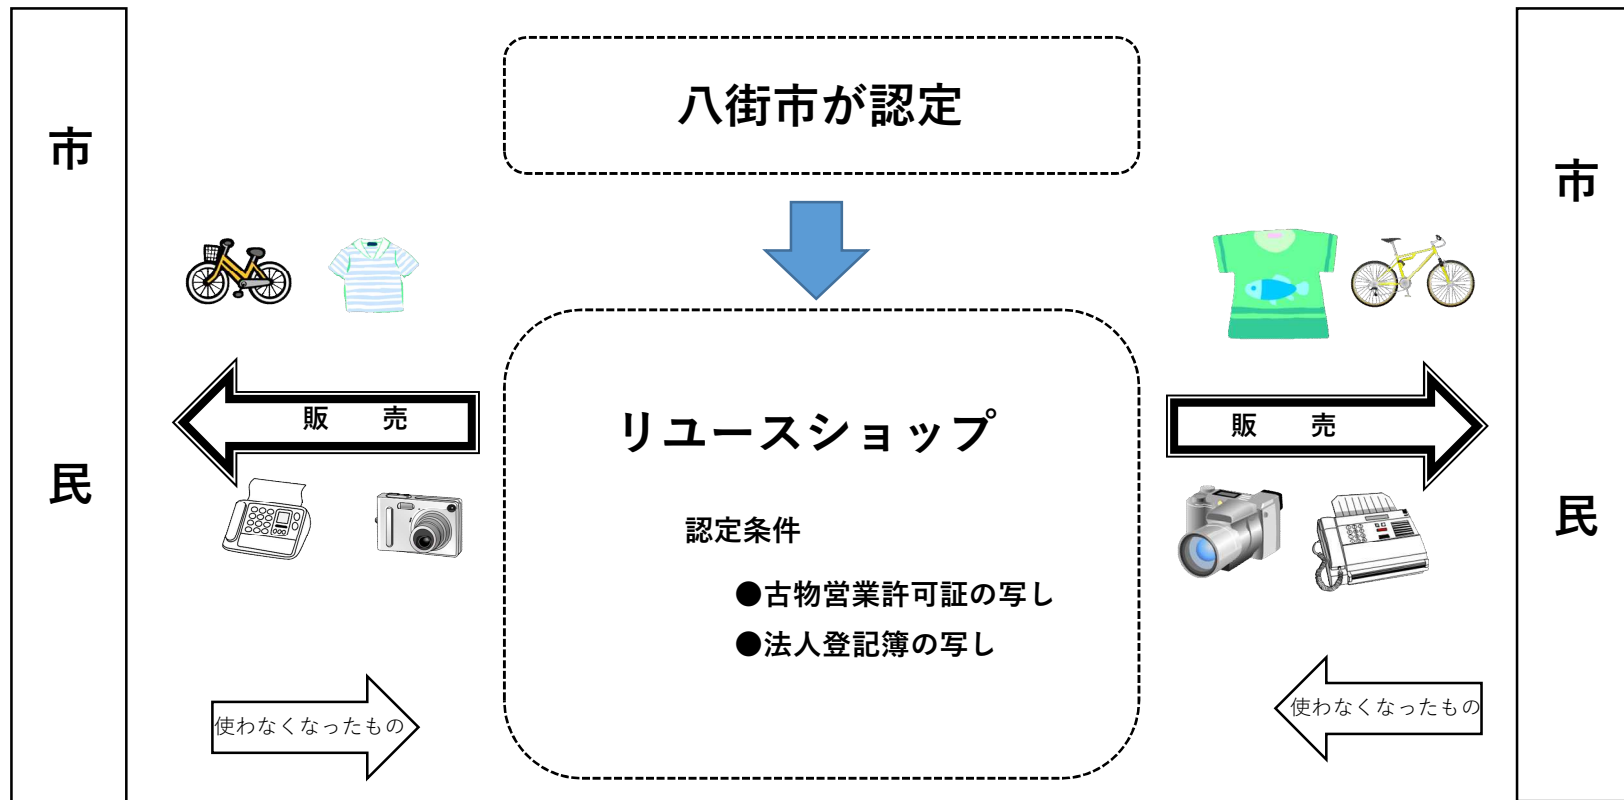 八街市が認定
市
民
販　売
使わなくなったもの
リユースショップ
認定条件
●古物営業許可証の写し
●法人登記簿の写し
販　売
使わなくなったもの
市
民